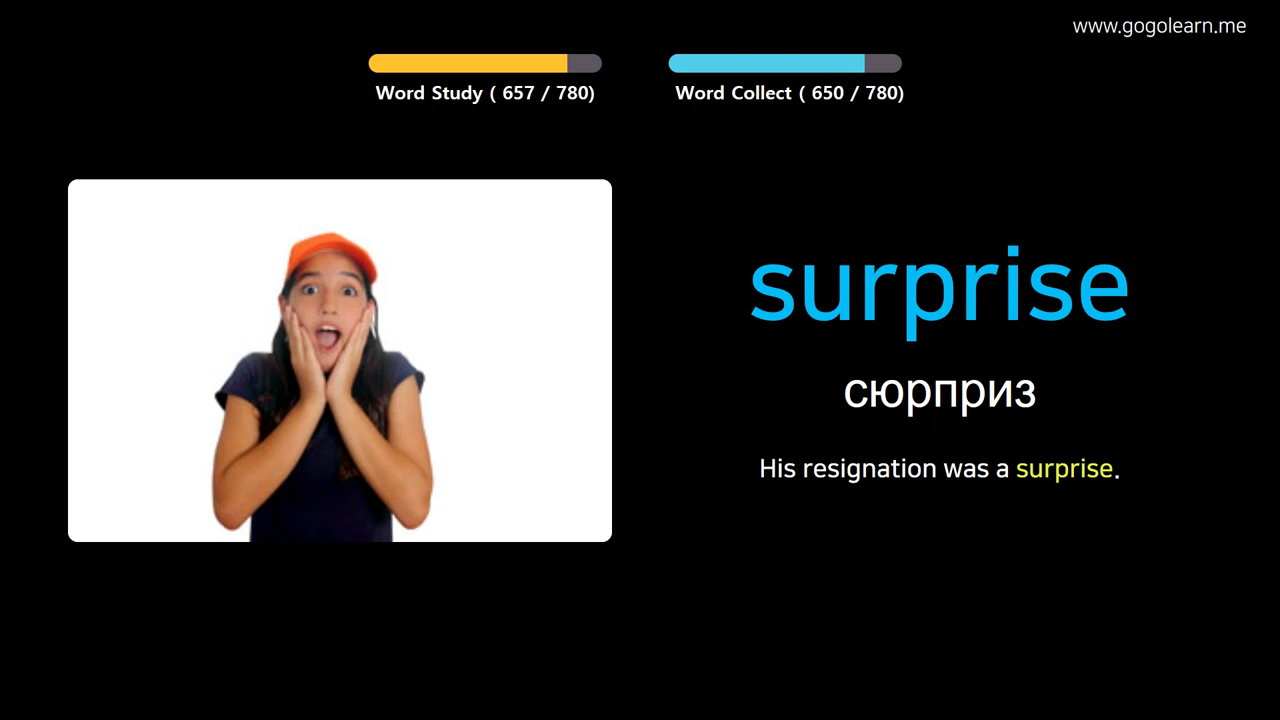 www.gogolearn.me
Word Study ( 657 / 780)
Word Collect ( 650 / 780)
surprise
сюрприз
His resignation was a surprise.